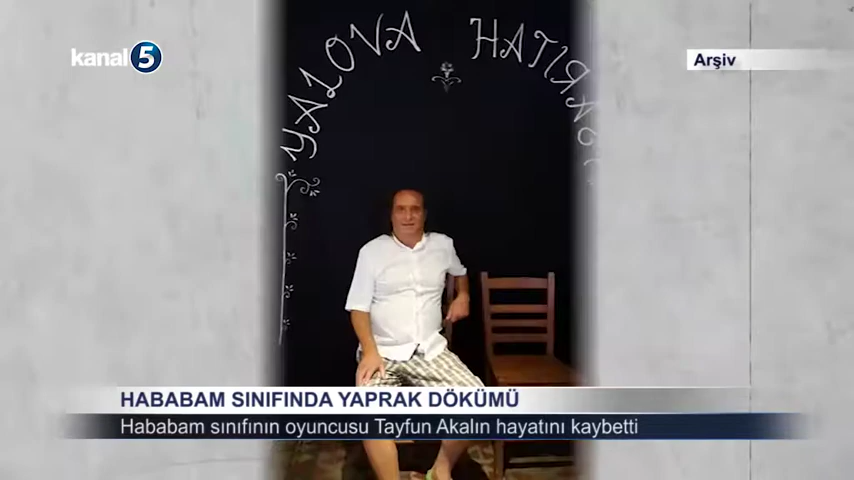 kanal 5
Arşiv
YALOVA HATIRASI
HABABAM SINIFINDA YAPRAK DÖKÜMÜ
Hababam sınıfının oyuncusu Tayfun Akalın hayatını kaybetti